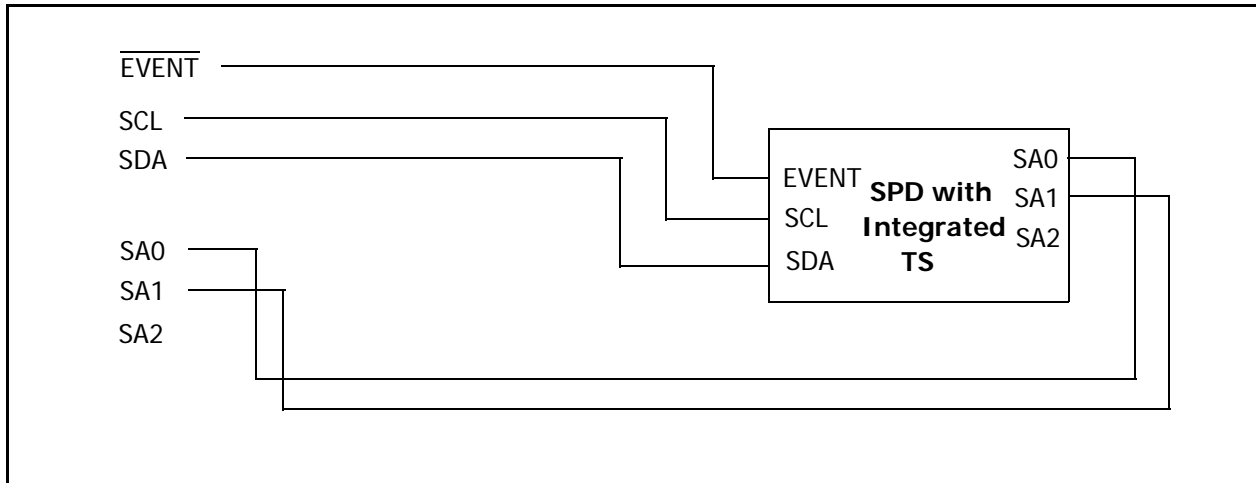 EVENT
SCL
SDA
SA0
SA1
SA2
EVENT
SCL
SDA
SPD with
Integrated
TS
SA0
SA1
SA2